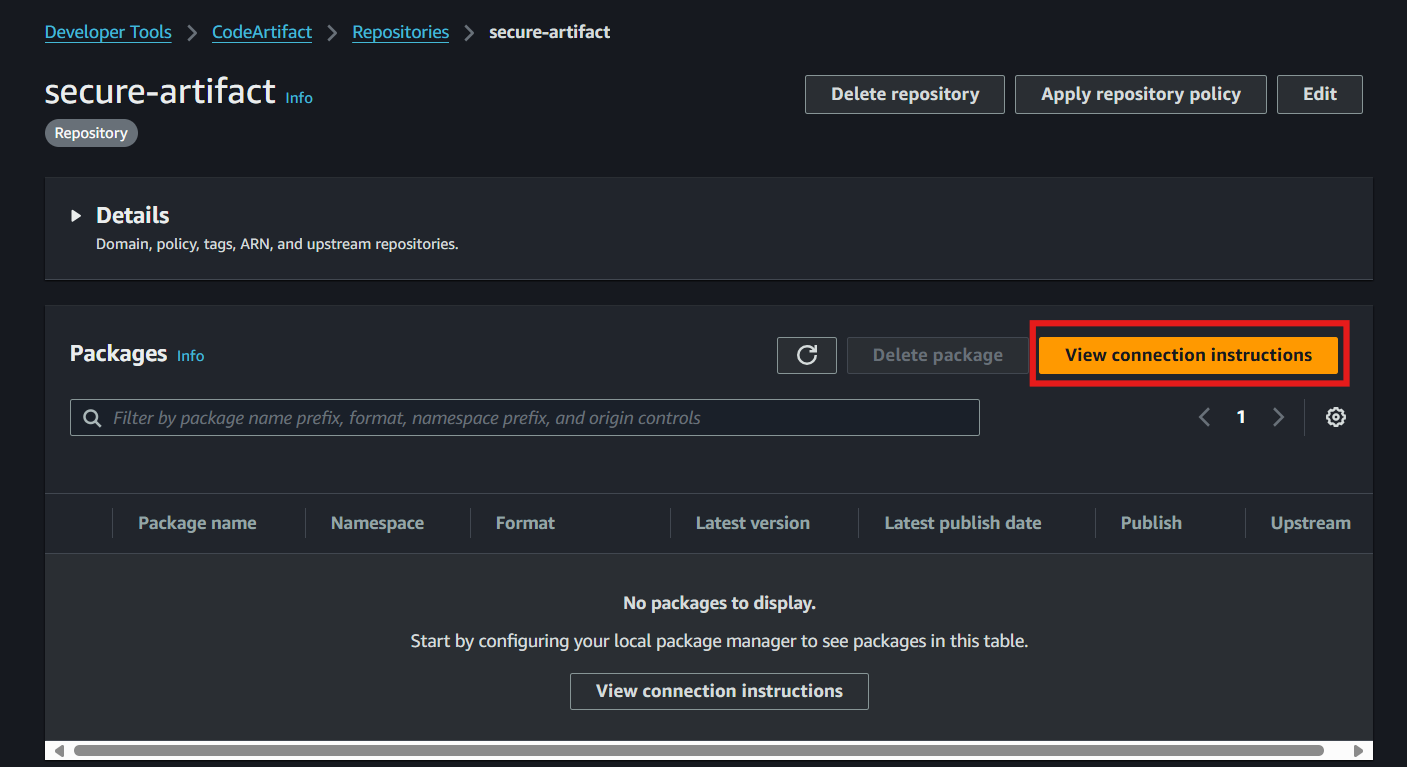 Developer Tools > CodeArtifact > Repositories > secure-artifact
secure-artifact Info
Delete repository Apply repository policy Edit
Repository
Details
Domain, policy, tags, ARN, and upstream repositories.
Packages Info
Delete package View connection instructions
Filter by package name prefix, format, namespace prefix, and origin controls
1
Package name Namespace Format Latest version Latest publish date Publish Upstream
No packages to display.
Start by configuring your local package manager to see packages in this table.
View connection instructions